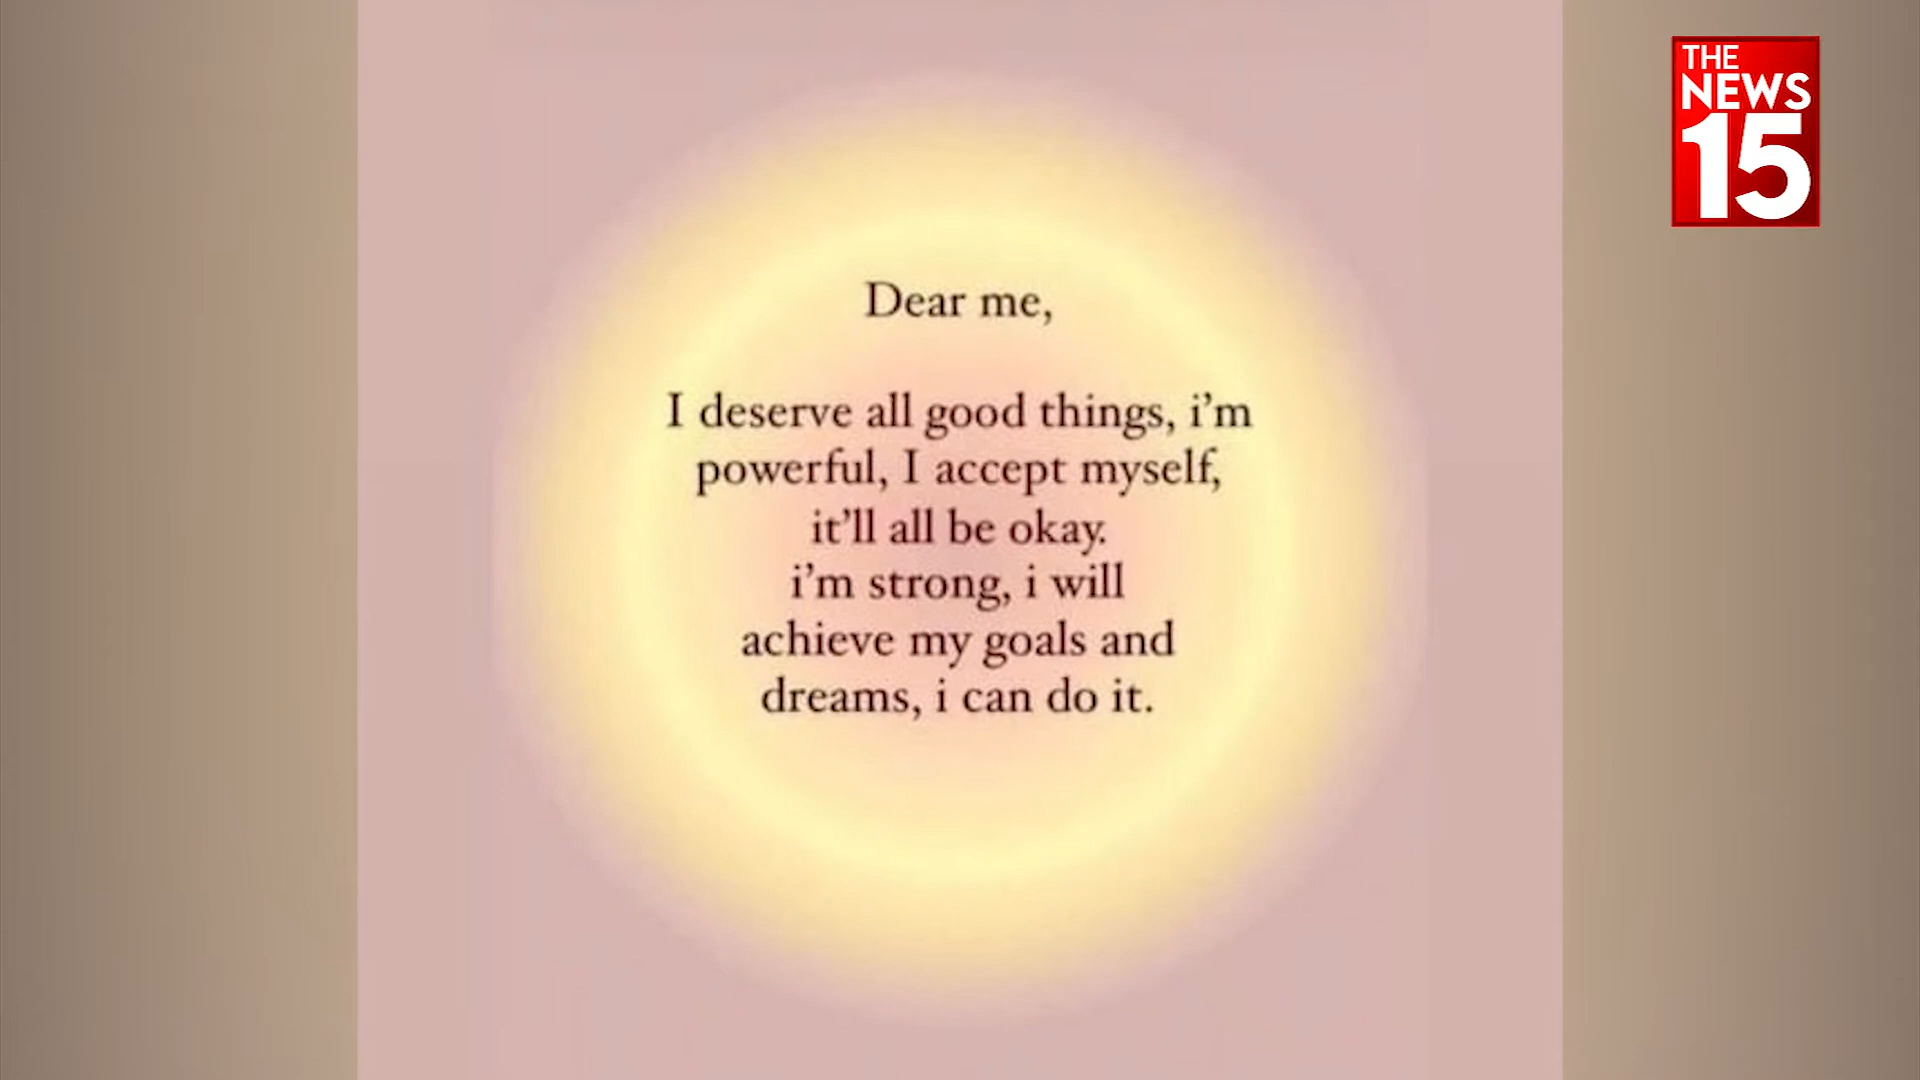 THE
NEWS
15
Dear me,
I deserve all good things, i’m
powerful, I accept myself,
it’ll all be okay.
i’m strong, i will
achieve my goals and
dreams, i can do it.